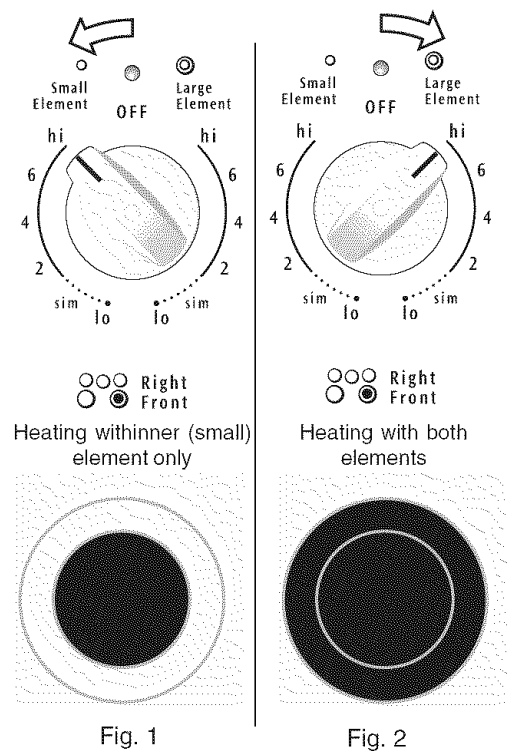 Small
Element
OFF
Large
Element
hi
hi
6
6
4
4
2
2
sim
sim
lo
lo
Right
Front
Heating withinner (small)
element only
Fig. 1
Small
Element
OFF
Large
Element
hi
hi
6
6
4
4
2
2
sim
sim
lo
lo
Right
Front
Heating with both
elements
Fig. 2